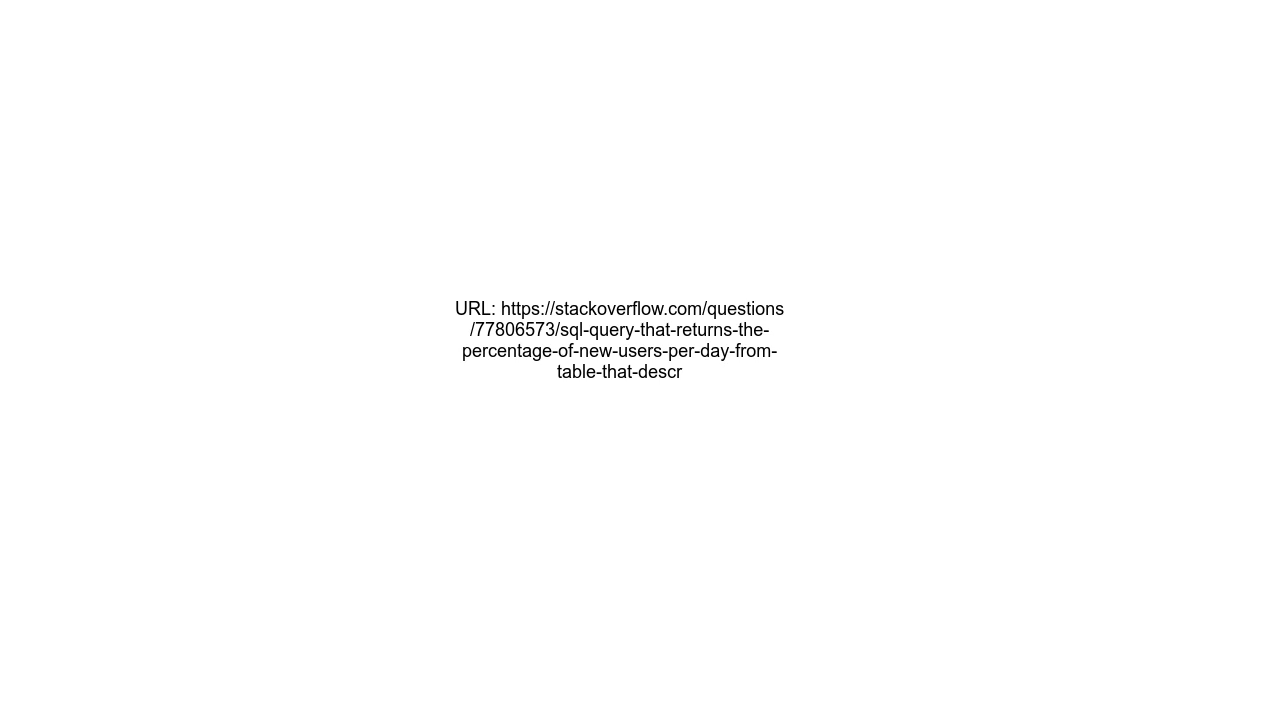 URL: https://stackoverflow.com/questions
/77806573/sql-query-that-returns-the-
percentage-of-new-users-per-day-from-
table-that-descr